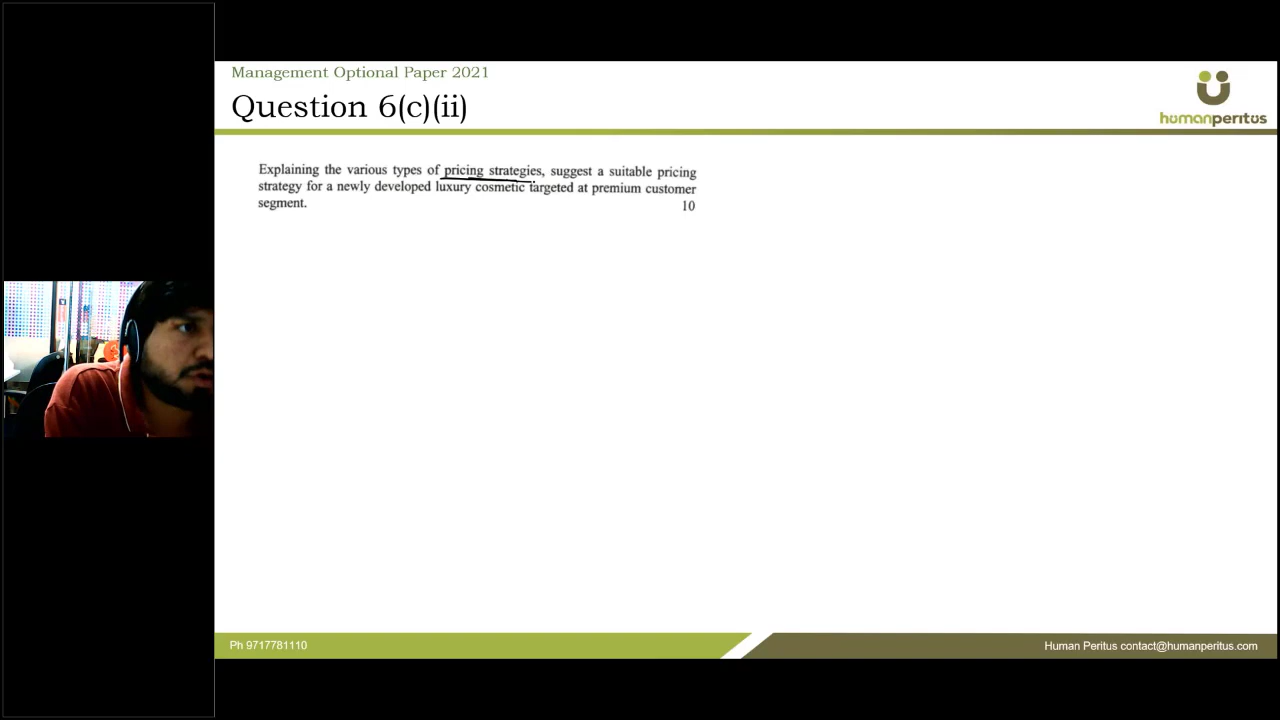 Management Optional Paper 2021
Question 6(c)(ii)
humanperitus
Explaining the various types of pricing strategies, suggest a suitable pricing
strategy for a newly developed luxury cosmetic targeted at premium customer
segment. 10
Ph 9717781110
Human Peritus contact@humanperitus.com